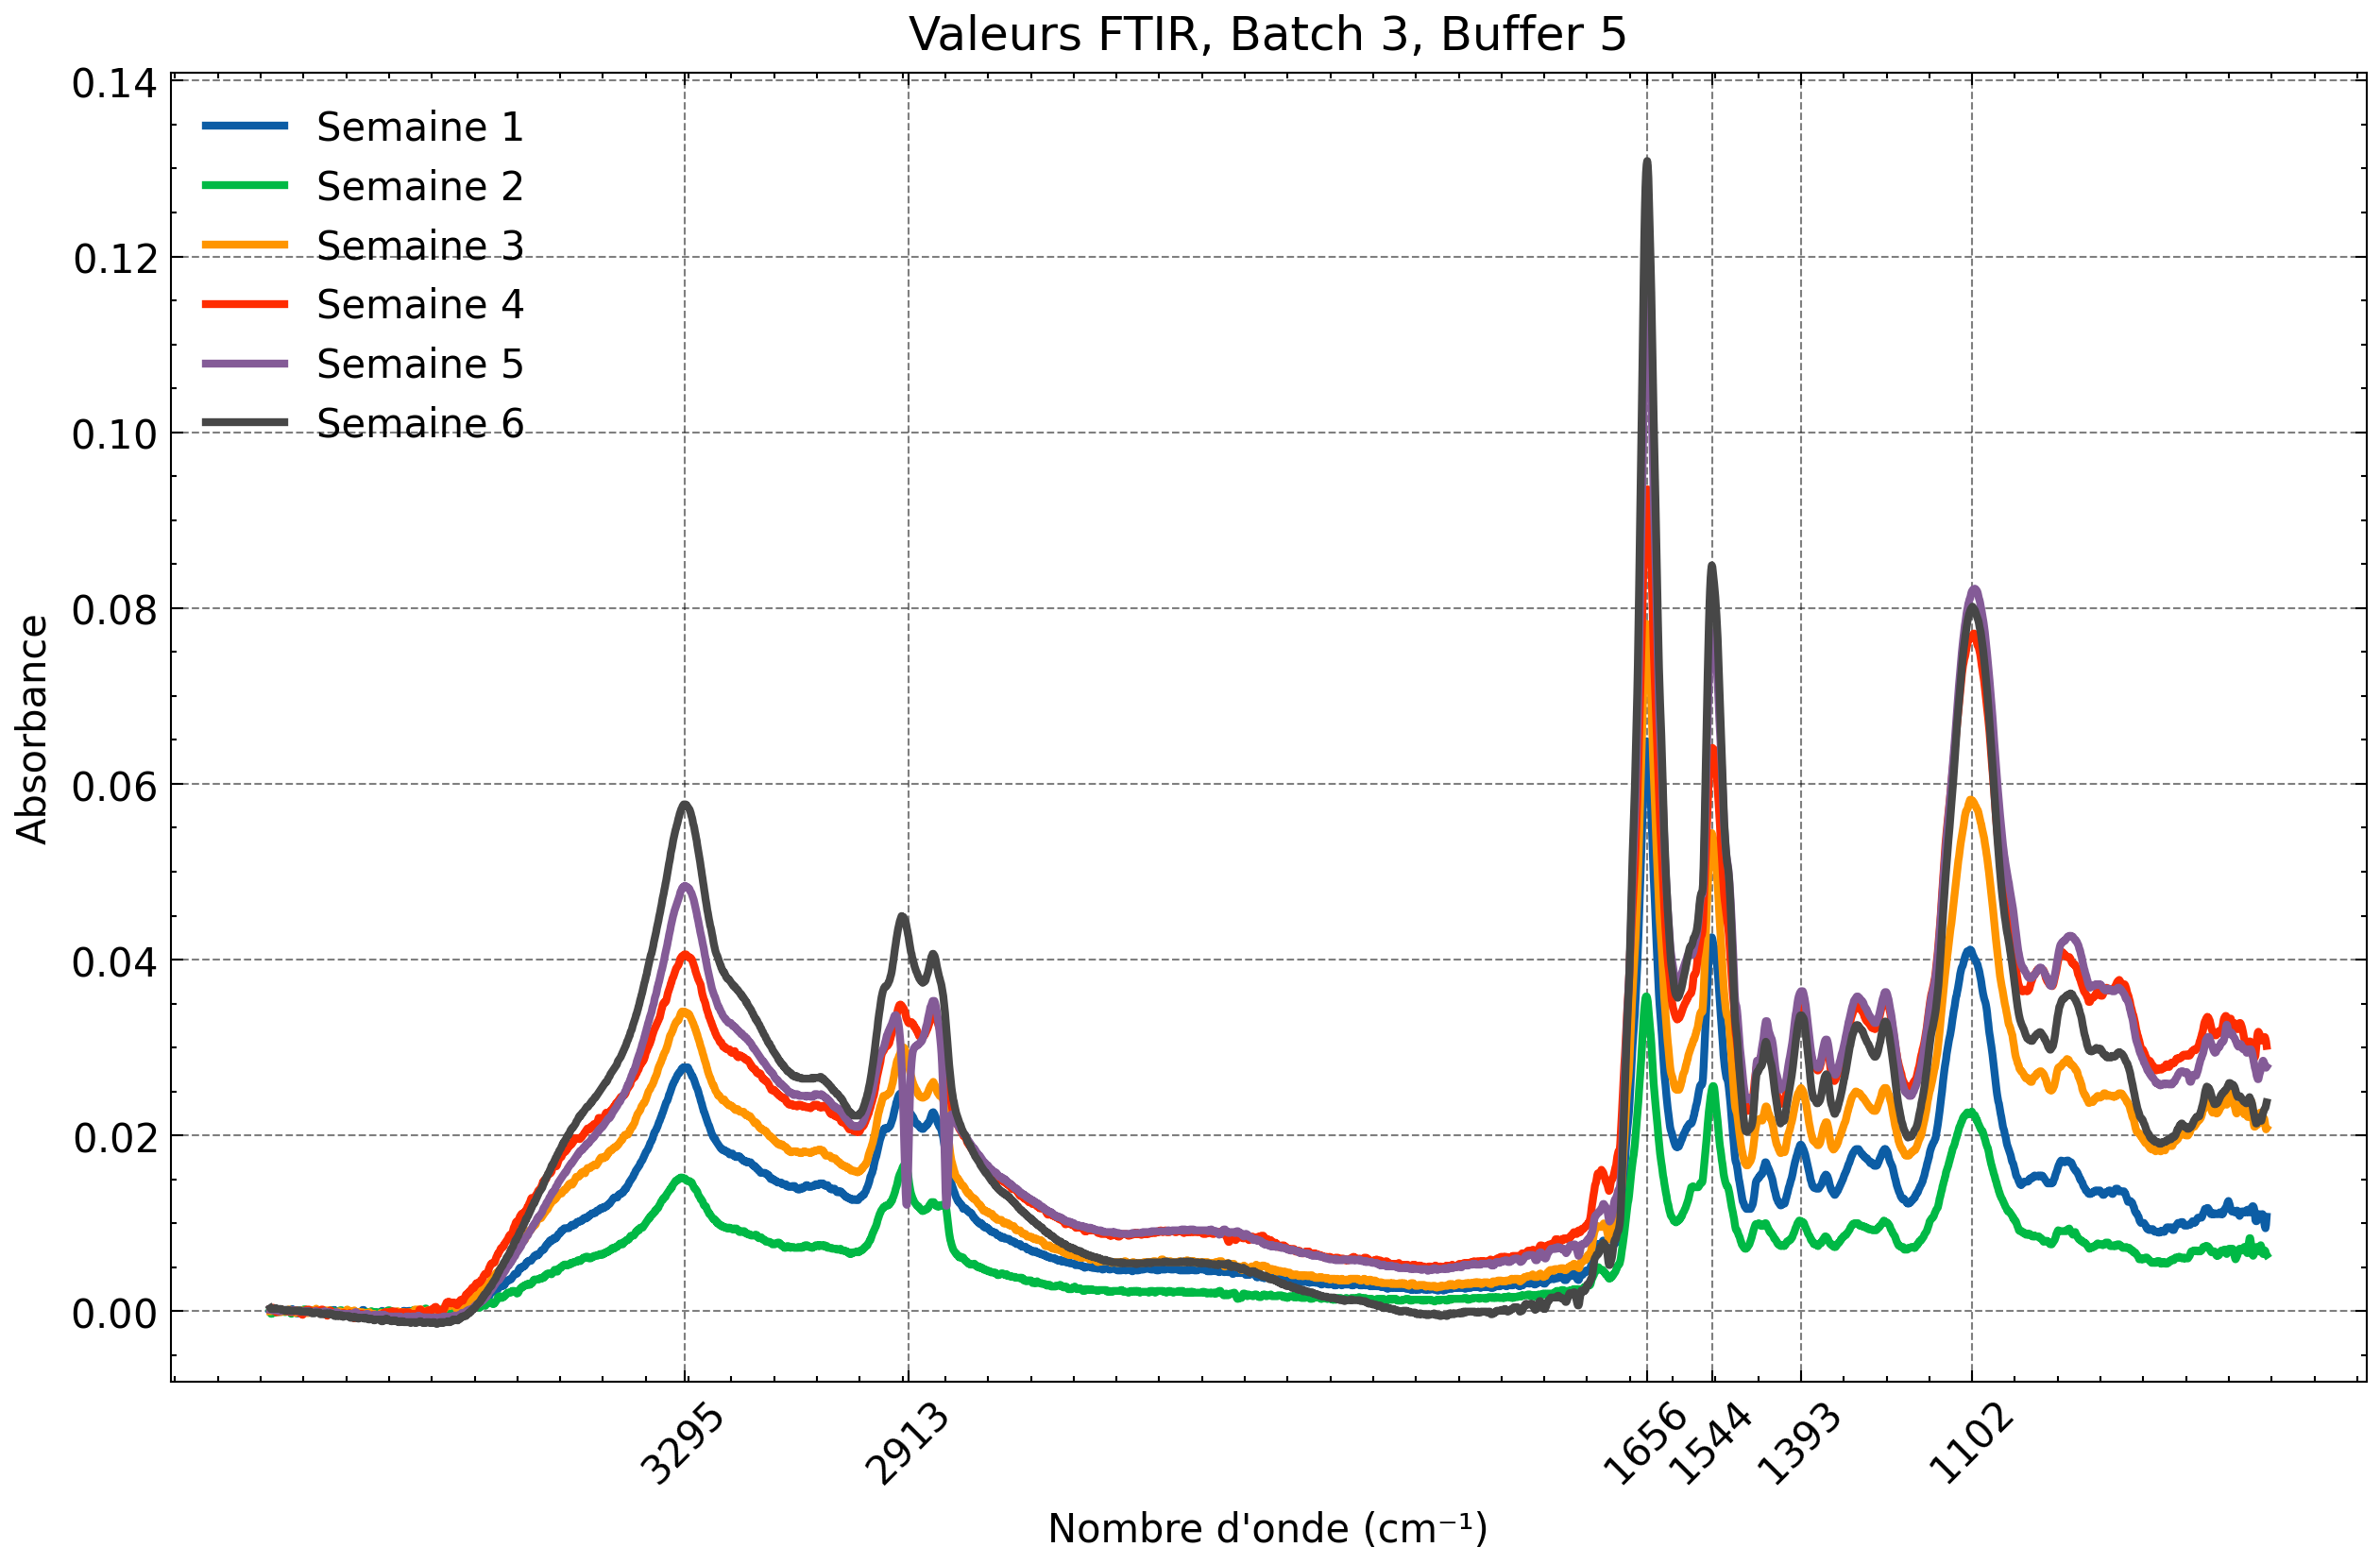 Valeurs FTIR, Batch 3, Buffer 5
0.14
0.12
0.10
0.08
0.06
0.04
0.02
0.00
Absorbance
Semaine 1
Semaine 2
Semaine 3
Semaine 4
Semaine 5
Semaine 6
3295
2913
1656
1544
1393
1102
Nombre d'onde (cm⁻¹)